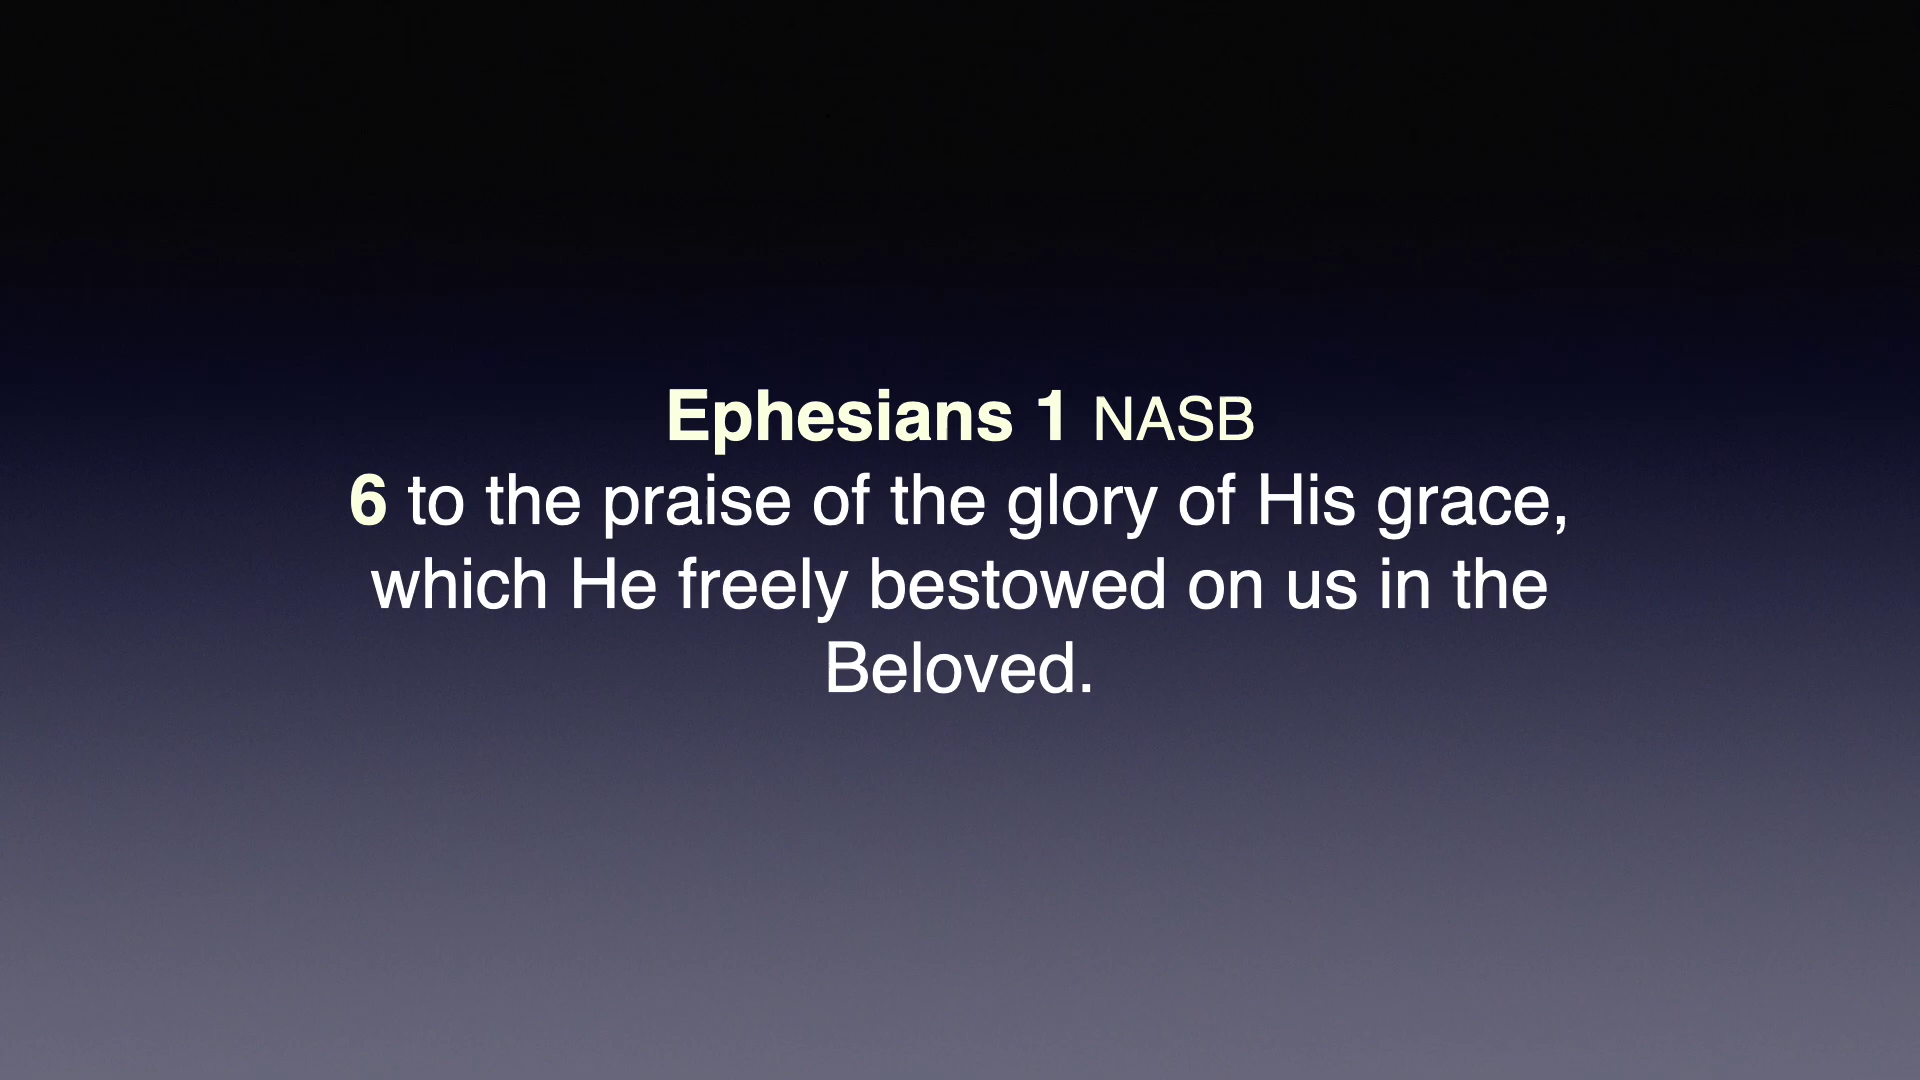 Ephesians 1 NASB
6 to the praise of the glory of His grace,
which He freely bestowed on us in the
Beloved.